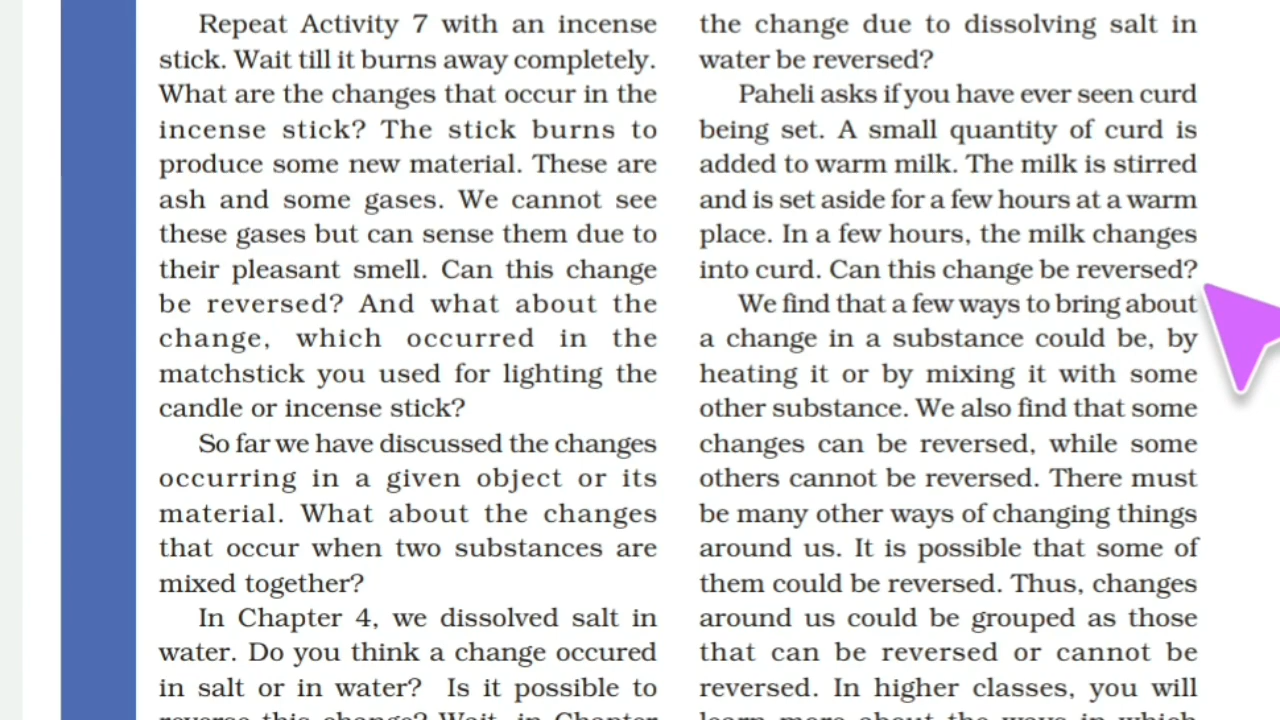 Repeat Activity 7 with an incense
stick. Wait till it burns away completely.
What are the changes that occur in the
incense stick? The stick burns to
produce some new material. These are
ash and some gases. We cannot see
these gases but can sense them due to
their pleasant smell. Can this change
be reversed? And what about the
change, which occurred in the
matchstick you used for lighting the
candle or incense stick?
So far we have discussed the changes
occurring in a given object or its
material. What about the changes
that occur when two substances are
mixed together?
In Chapter 4, we dissolved salt in
water. Do you think a change occured
in salt or in water? Is it possible to
reverse this change? Wait, in Chapter
the change due to dissolving salt in
water be reversed?
Paheli asks if you have ever seen curd
being set. A small quantity of curd is
added to warm milk. The milk is stirred
and is set aside for a few hours at a warm
place. In a few hours, the milk changes
into curd. Can this change be reversed?
We find that a few ways to bring about
a change in a substance could be, by
heating it or by mixing it with some
other substance. We also find that some
changes can be reversed, while some
others cannot be reversed. There must
be many other ways of changing things
around us. It is possible that some of
them could be reversed. Thus, changes
around us could be grouped as those
that can be reversed or cannot be
reversed. In higher classes, you will
learn more about the ways in which